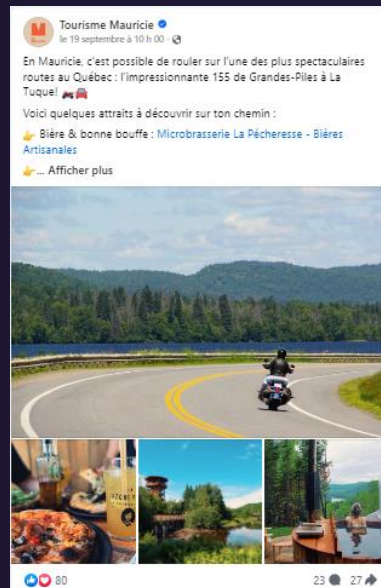 Tourisme Mauricie
le 19 septembre à 10 h 00 ·
En Mauricie, c'est possible de rouler sur l'une des plus spectaculaires
routes au Québec : l'impressionnante 155 de Grandes-Piles à La
Tuque!
Voici quelques attraits à découvrir sur ton chemin :
Bière & bonne bouffe : Microbrasserie La Pécheresse - Bières
Artisanales
... Afficher plus
80
23
27